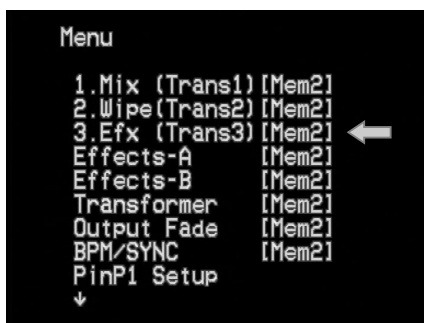 Menu
1.Mix (Trans1)[Mem2]
2.Wipe(Trans2)[Mem2]
3.Efx (Trans3)[Mem2]
Effects-A [Mem2]
Effects-B [Mem2]
Transformer [Mem2]
Output Fade [Mem2]
BPM/SYNC [Mem2]
PinP1 Setup